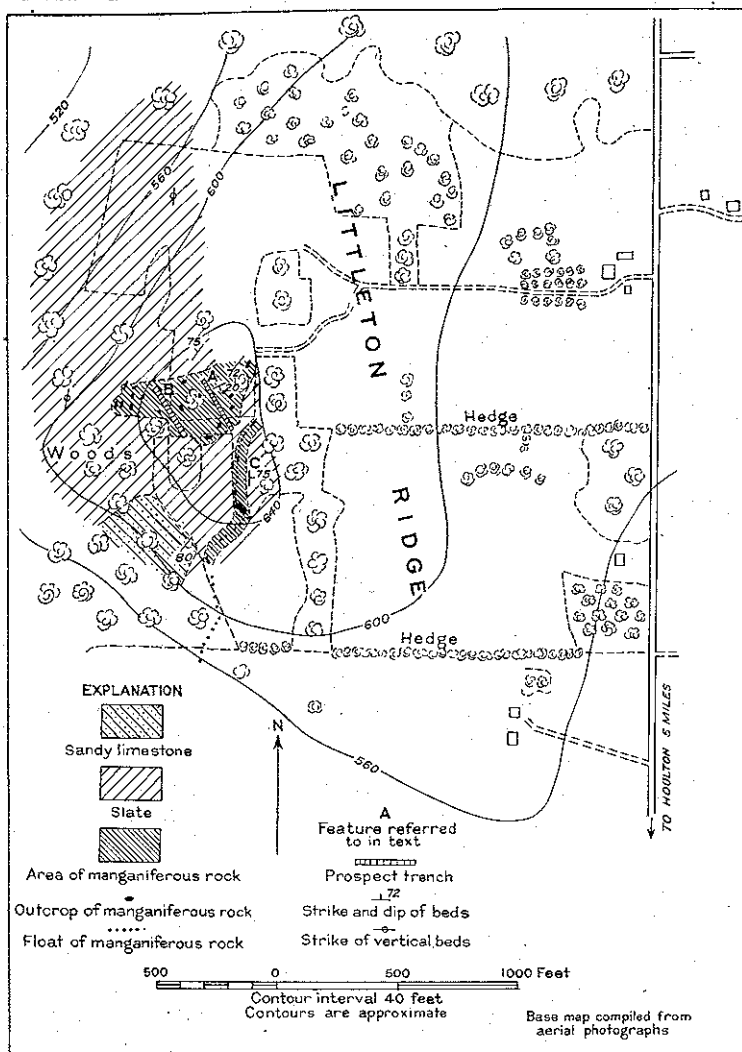 520
560
600
LITTLETON
RIDGE
75
72
A
B
Hedge
Woods
C
75
640
80
600
Hedge
560
TO HOULTON 5 MILES
EXPLANATION
Sandy limestone
Slate
Area of manganiferous rock
Outcrop of manganiferous rock
Float of manganiferous rock
N
A
Feature referred
to in text
Prospect trench
72
Strike and dip of beds
Strike of vertical beds
500 0 500 1000 Feet
Contour interval 40 feet
Contours are approximate
Base map compiled from
aerial photographs